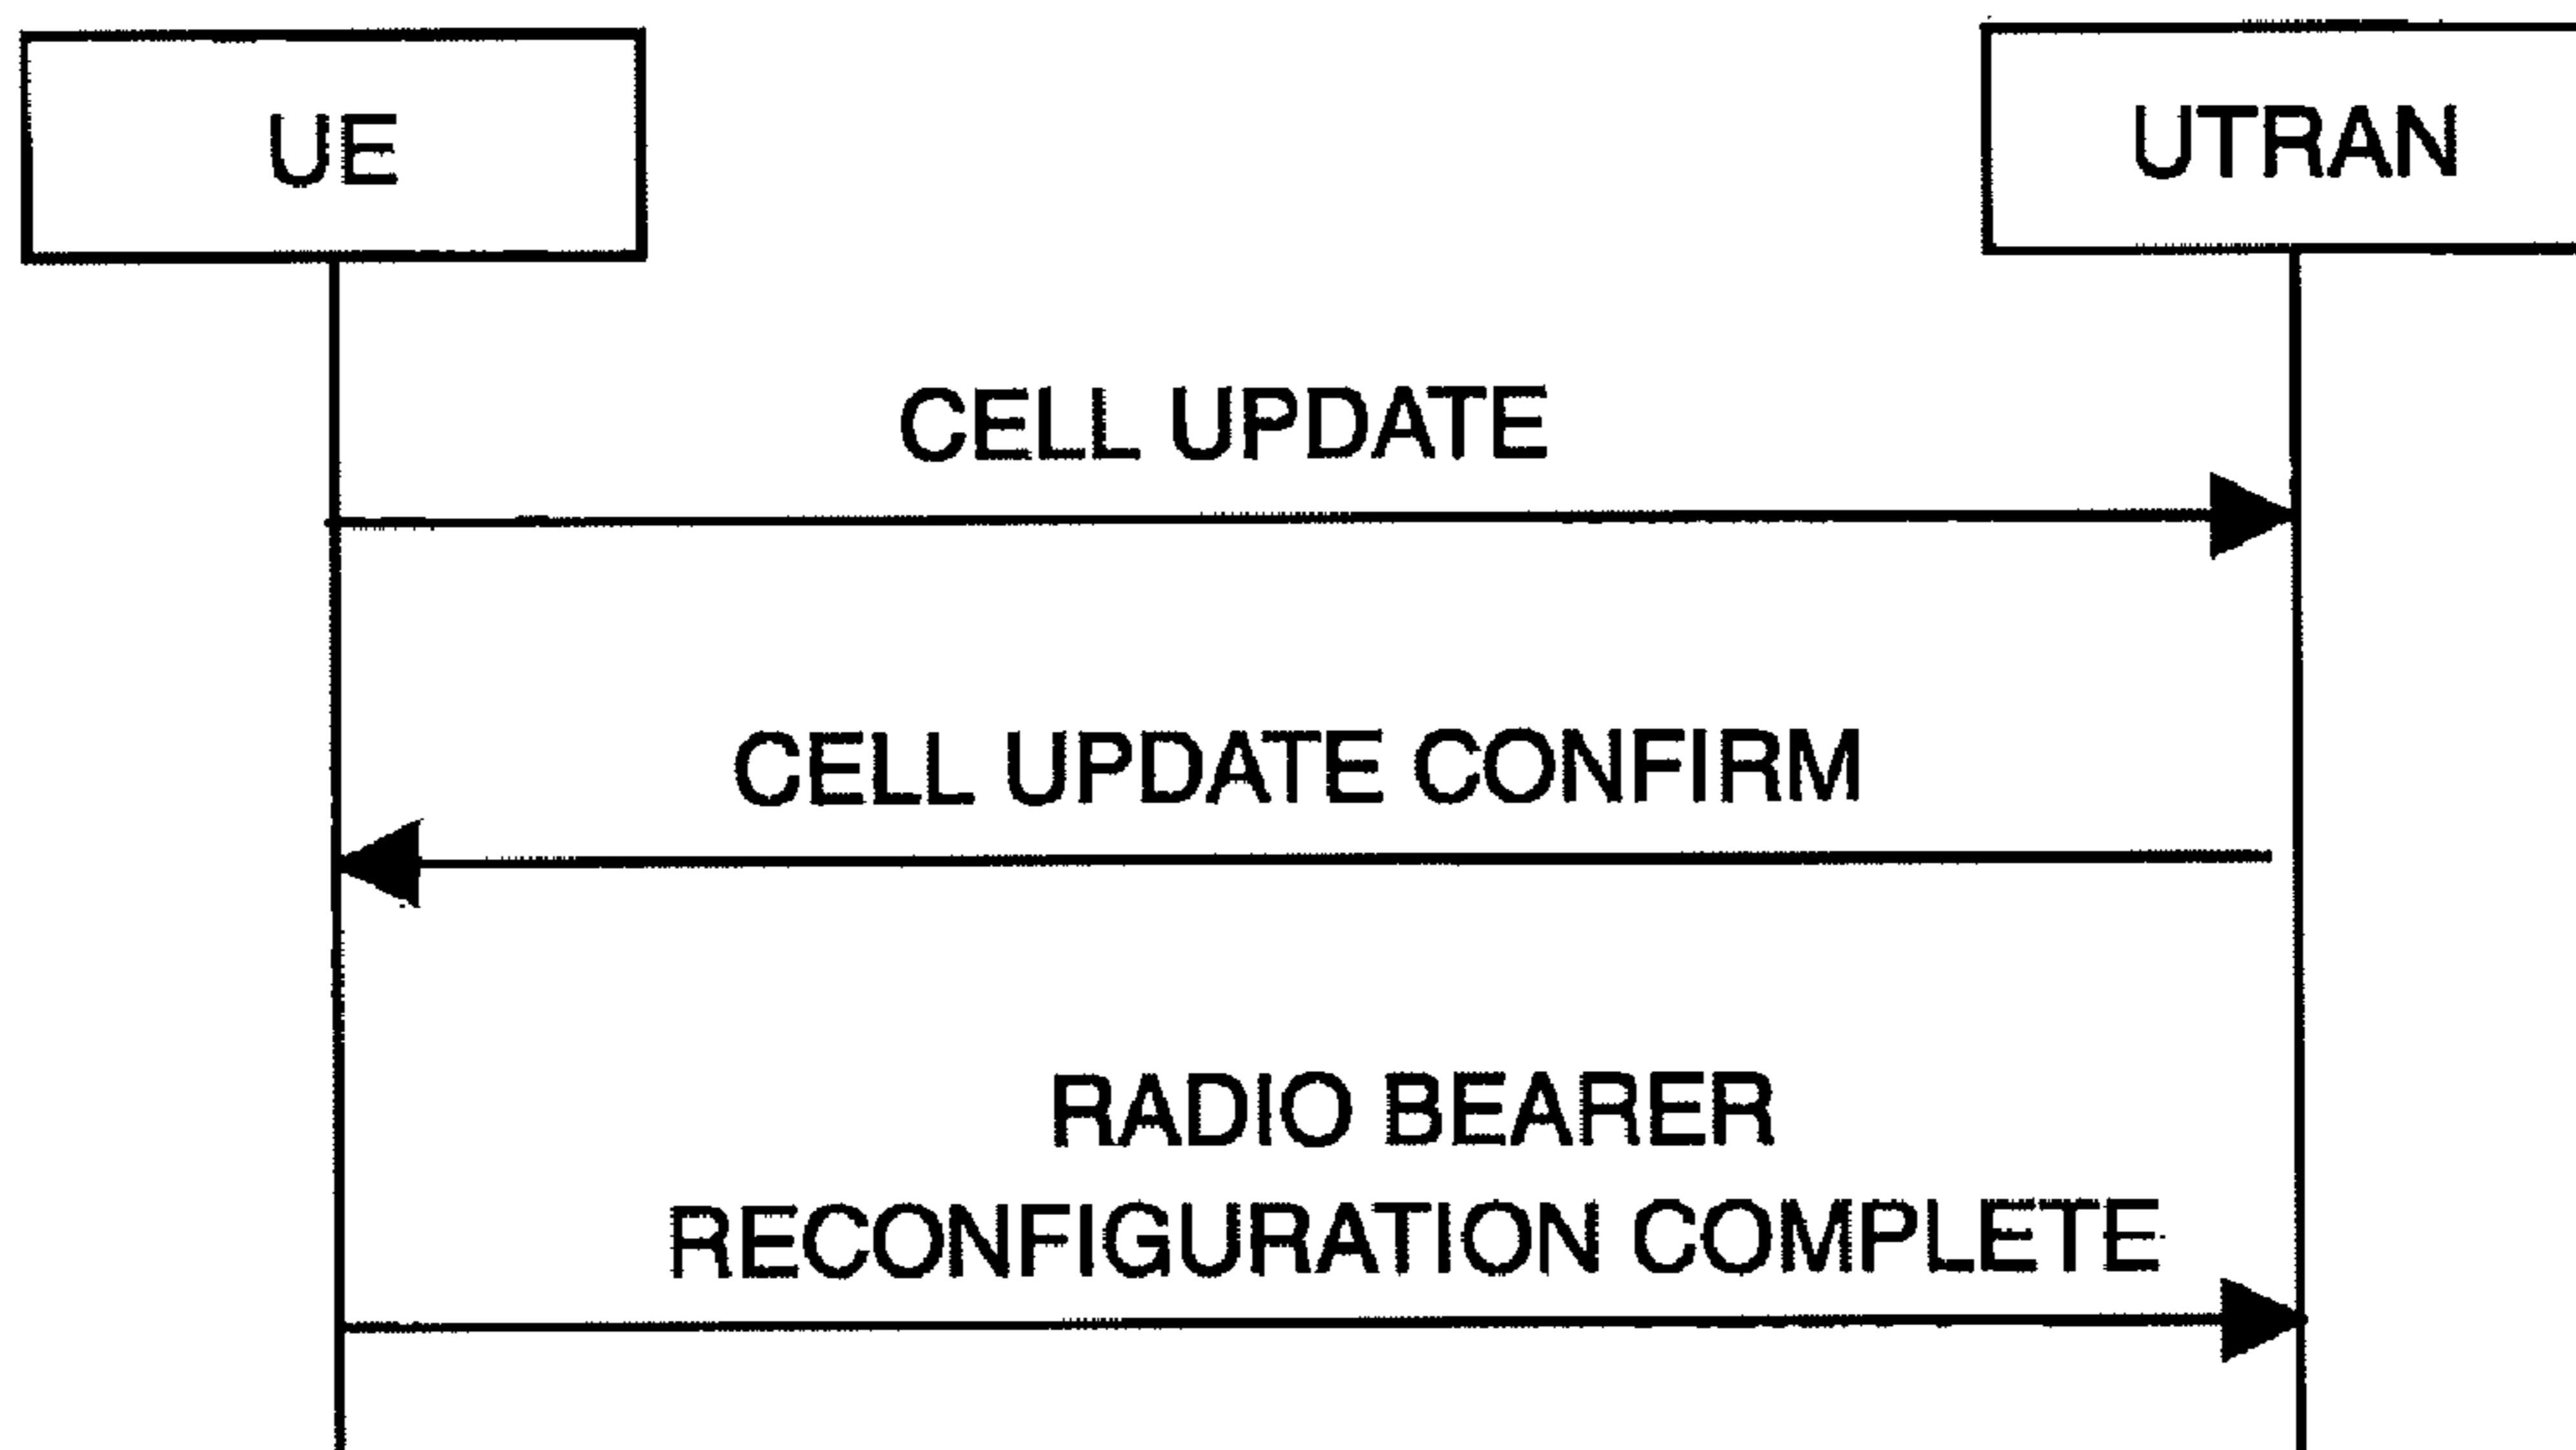 UE
UTRAN
CELL UPDATE
CELL UPDATE CONFIRM
RADIO BEARER
RECONFIGURATION COMPLETE